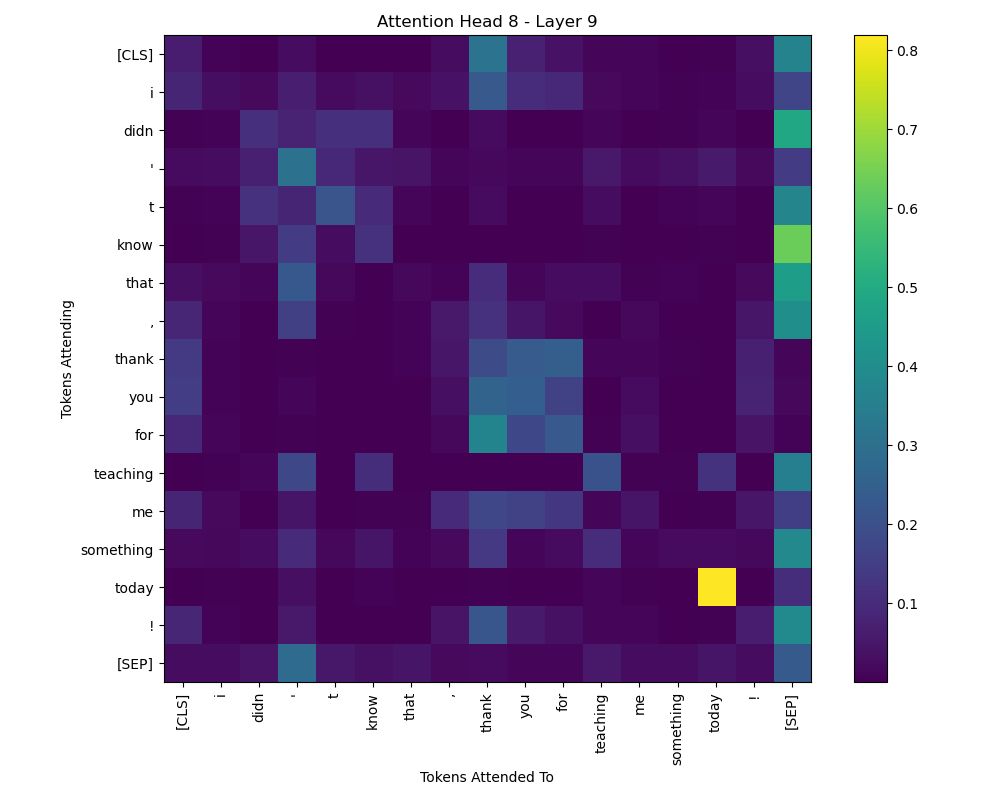 Attention Head 8 - Layer 9
[CLS]
i
didn
'
t
know
that
,
thank
you
for
teaching
me
something
today
!
[SEP]
Tokens Attending
[CLS]
i
didn
'
t
know
that
,
thank
you
for
teaching
me
something
today
!
[SEP]
Tokens Attended To
0.8
0.7
0.6
0.5
0.4
0.3
0.2
0.1